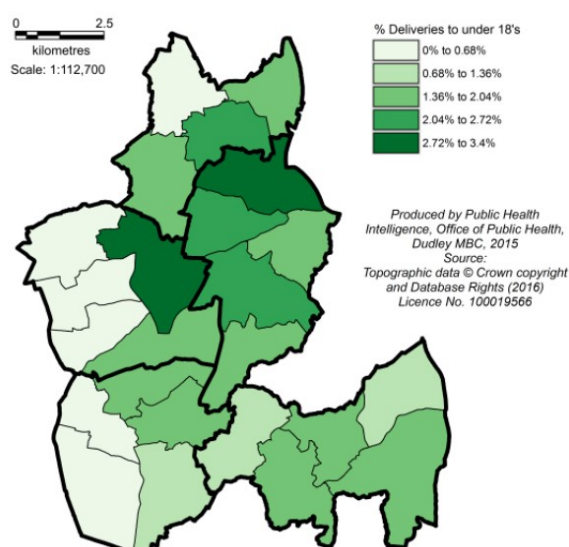 0 2.5
kilometres
Scale: 1:112,700
% Deliveries to under 18's
0% to 0.68%
0.68% to 1.36%
1.36% to 2.04%
2.04% to 2.72%
2.72% to 3.4%
Produced by Public Health
Intelligence, Office of Public Health,
Dudley MBC, 2015
Source:
Topographic data © Crown copyright
and Database Rights (2016)
Licence No. 100019566